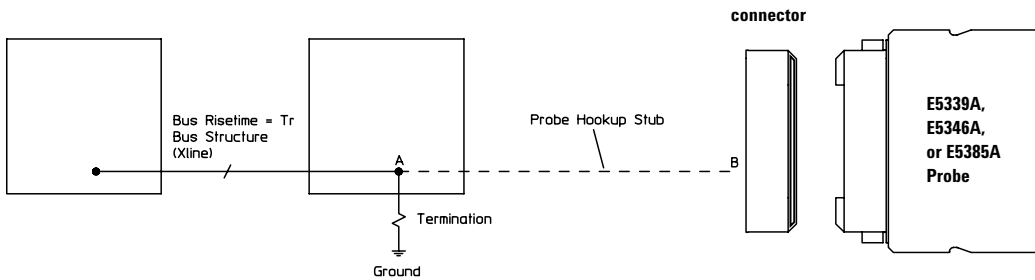 connector
Bus Risetime = Tr
Bus Structure
(Xline)
A
Probe Hookup Stub
B
E5339A,
E5346A,
or E5385A
Probe
Termination
Ground